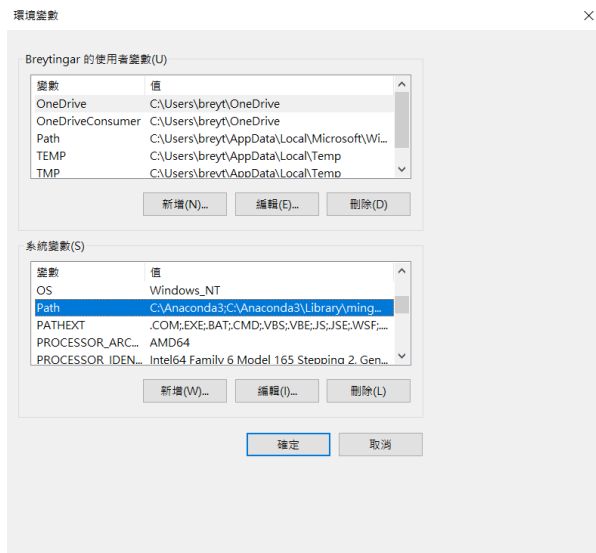 環境變數
Breytingar 的使用者變數(U)
變數 值
OneDrive C:\Users\breyt\OneDrive
OneDriveConsumer C:\Users\breyt\OneDrive
Path C:\Users\breyt\AppData\Local\Microsoft\Wi...
TEMP C:\Users\breyt\AppData\Local\Temp
TMP C:\Users\breyt\AppData\Local\Temp
新增(N)... 編輯(E)... 刪除(D)
系統變數(S)
變數 值
OS Windows_NT
Path C:\Anaconda3;C:\Anaconda3\Library\ming...
PATHEXT .COM;.EXE;.BAT;.CMD;.VBS;.VBE;.JS;.JSE;.WSF;....
PROCESSOR_ARC... AMD64
PROCESSOR_IDEN... Intel64 Family 6 Model 165 Stepping 2, Gen...
新增(W)... 編輯(I)... 刪除(L)
確定 取消